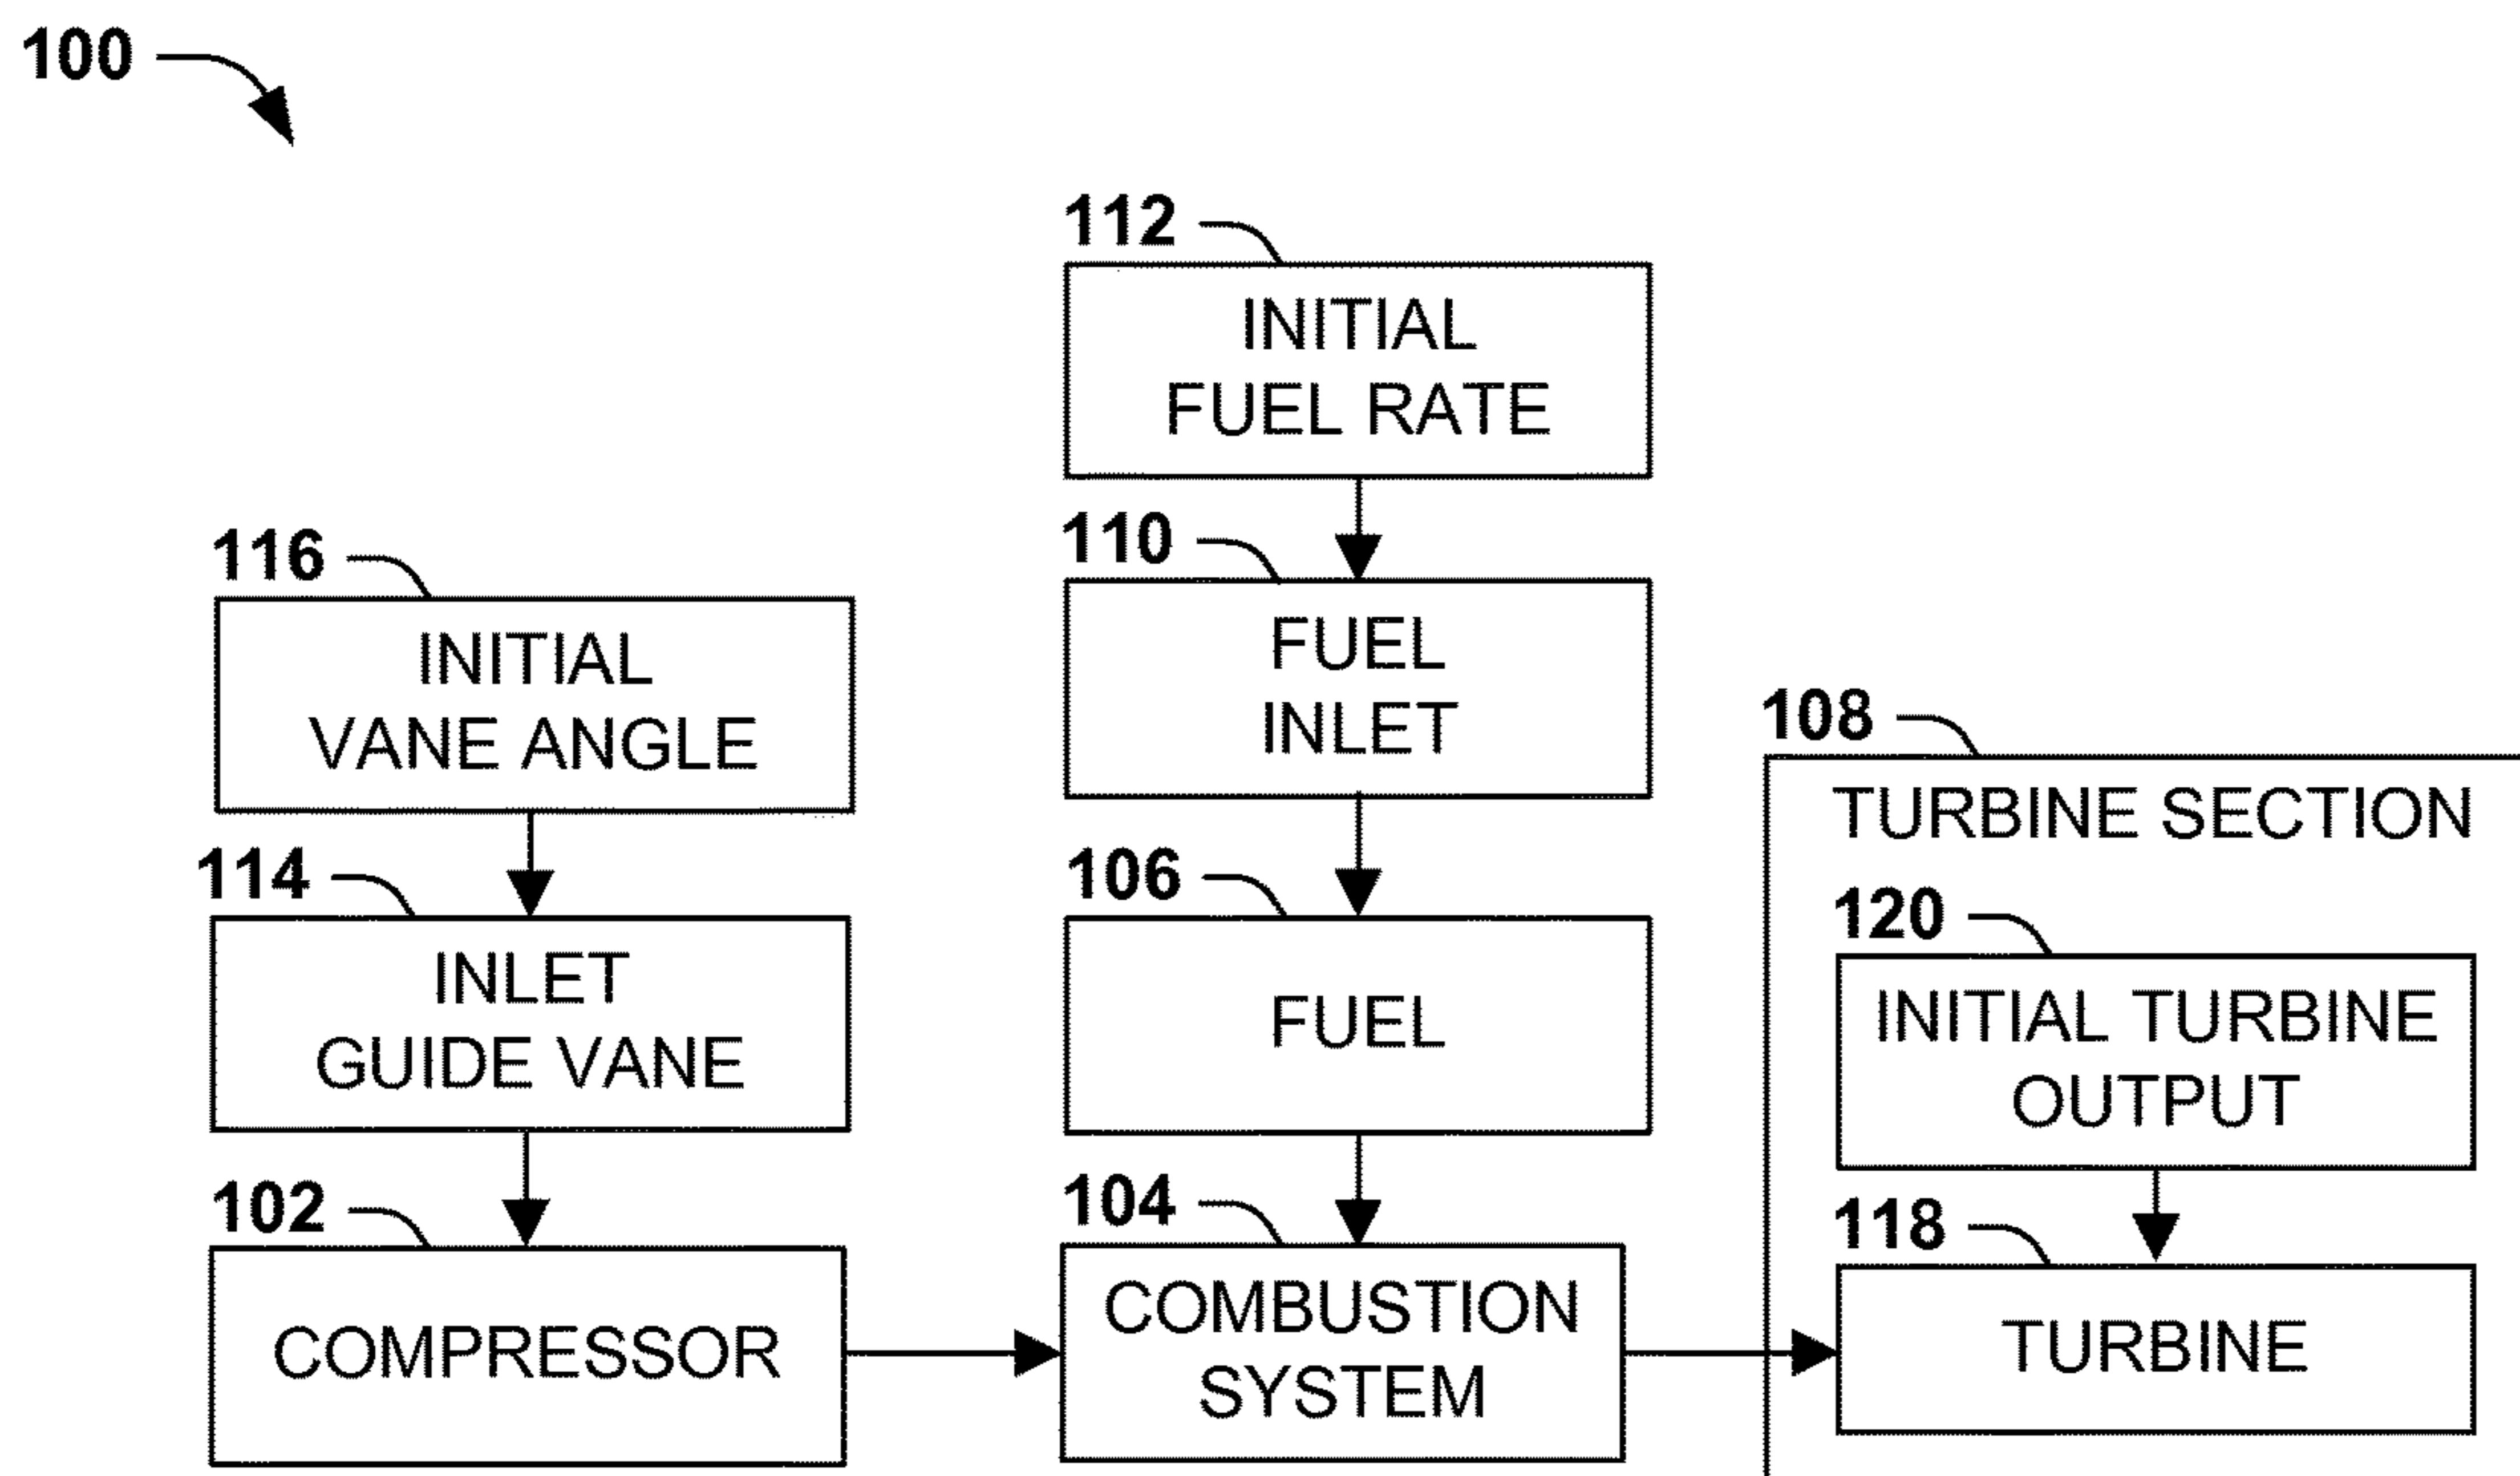 100
112
INITIAL
FUEL RATE
116
INITIAL
VANE ANGLE
110
FUEL
INLET
108
TURBINE SECTION
114
INLET
GUIDE VANE
106
FUEL
120
INITIAL TURBINE
OUTPUT
102
COMPRESSOR
104
COMBUSTION
SYSTEM
118
TURBINE